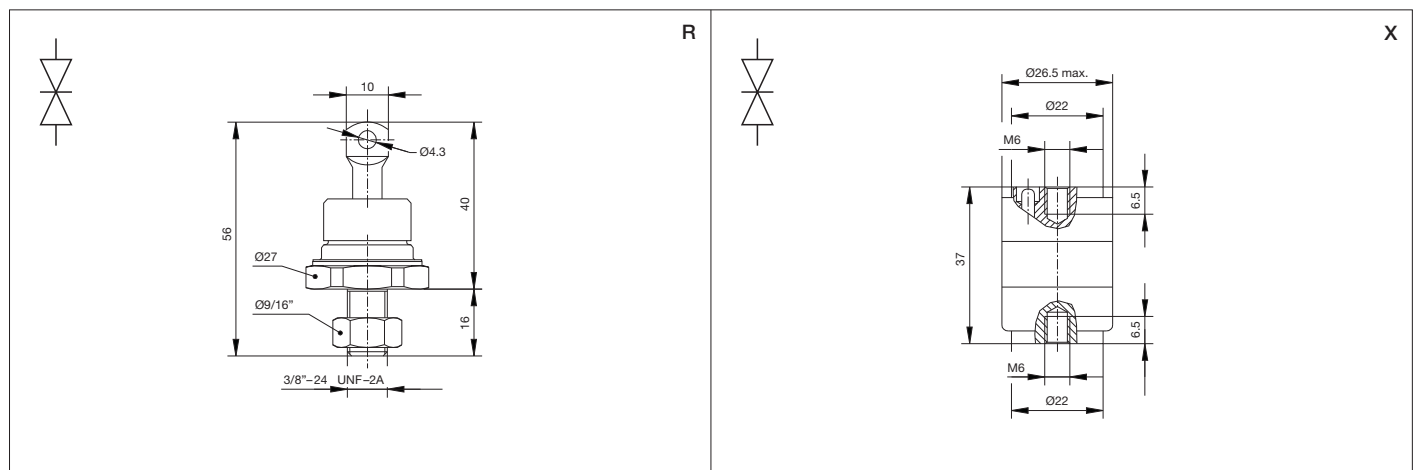 R
10
Ø4.3
56
40
Ø27
Ø9/16”
16
3/8”–24 UNF–2A
X
Ø26.5 max.
Ø22
M6
6.5
37
6.5
M6
Ø22